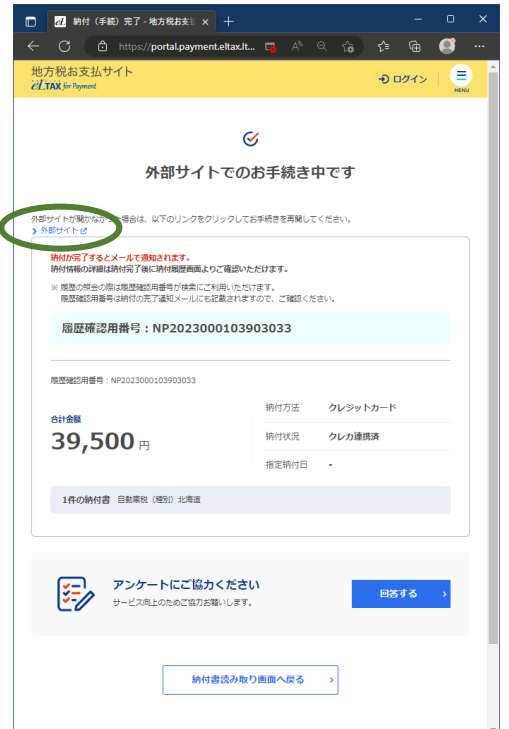 納付（手続）完了 - 地方税お支
https://portal.payment.eltax.lt...
地方税お支払サイト
eLTAX for Payment
ログイン
MENU
外部サイトでのお手続き中です
外部サイトが開かなかった場合は、以下のリンクをクリックしてお手続きを再開してください。
外部サイト
納付が完了するとメールで通知されます。
納付情報の詳細は納付完了後に納付履歴画面よりご確認いただけます。
※ 履歴の照会の際は履歴確認用番号が検索にご利用いただけます。
履歴確認用番号は納付の完了通知メールにも記載されますので、ご確認ください。
履歴確認用番号：NP2023000103903033
履歴確認用番号：NP2023000103903033
合計金額
39,500 円
納付方法 クレジットカード
納付状況 クレカ連携済
指定納付日 -
1件の納付書 自動車税（種別）北海道
アンケートにご協力ください
サービス向上のためご協力お願いします。
回答する
納付書読み取り画面へ戻る